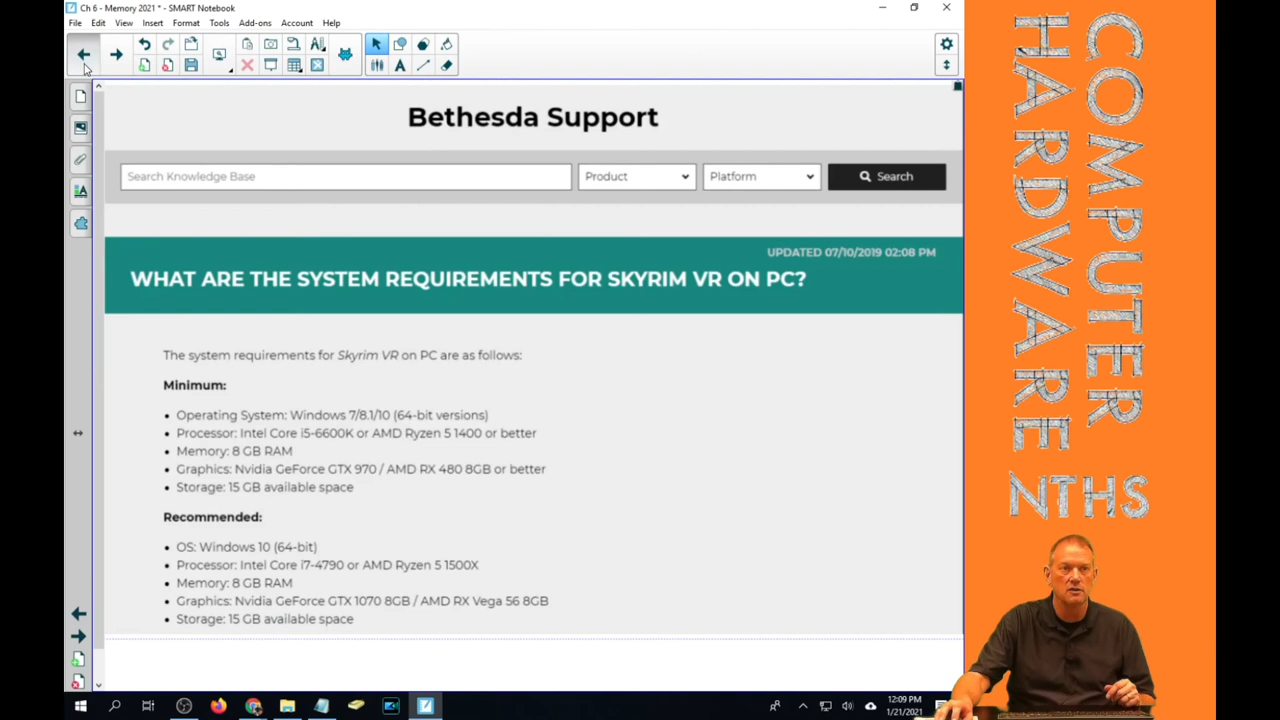 Ch 6 - Memory 2021 * - SMART Notebook
File Edit View Insert Format Tools Add-ons Account Help
Bethesda Support
Search Knowledge Base
Product
Platform
Search
UPDATED 07/10/2019 02:08 PM
WHAT ARE THE SYSTEM REQUIREMENTS FOR SKYRIM VR ON PC?
The system requirements for Skyrim VR on PC are as follows:
Minimum:
• Operating System: Windows 7/8.1/10 (64-bit versions)
• Processor: Intel Core i5-6600K or AMD Ryzen 5 1400 or better
• Memory: 8 GB RAM
• Graphics: Nvidia GeForce GTX 970 / AMD RX 480 8GB or better
• Storage: 15 GB available space
Recommended:
• OS: Windows 10 (64-bit)
• Processor: Intel Core i7-4790 or AMD Ryzen 5 1500X
• Memory: 8 GB RAM
• Graphics: Nvidia GeForce GTX 1070 8GB / AMD RX Vega 56 8GB
• Storage: 15 GB available space
12:09 PM
1/21/2021
COMPUTER
HARDWARE
NTHS